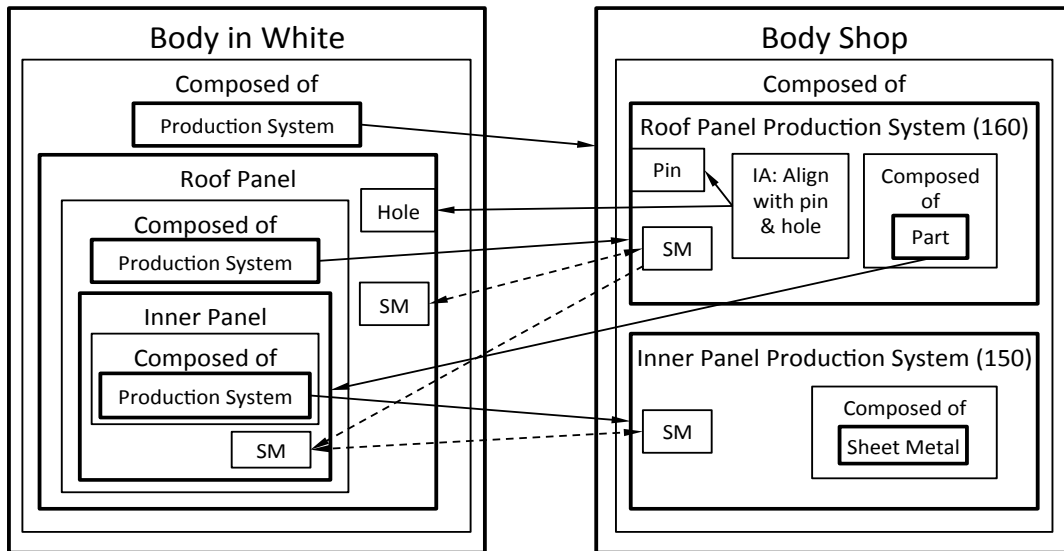 Body in White
Composed of
Production System
Roof Panel
Hole
Composed of
Production System
SM
Inner Panel
Composed of
Production System
SM
Body Shop
Composed of
Roof Panel Production System (160)
Pin
IA: Align
with pin
& hole
Composed
of
Part
SM
Inner Panel Production System (150)
SM
Composed of
Sheet Metal